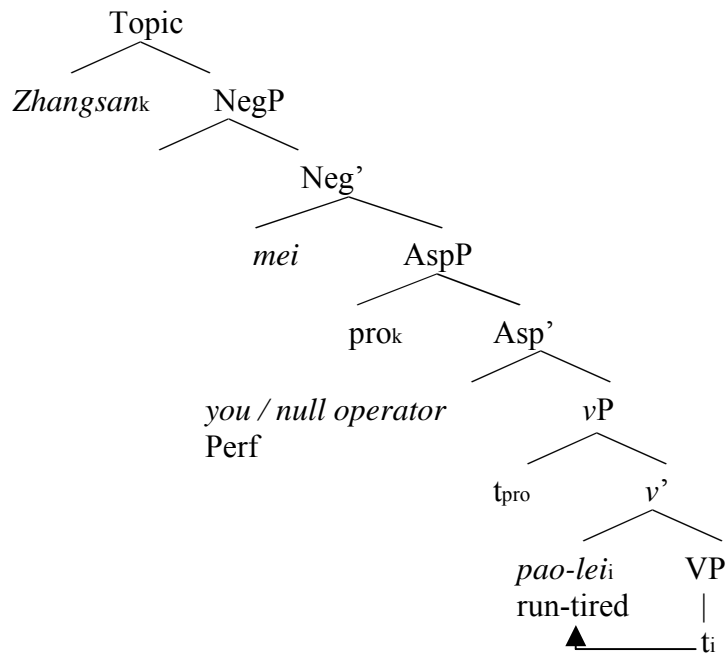 Topic
Zhangsank NegP
Neg’
mei AspP
prok Asp’
you / null operator vP
Perf
tpro v’
pao-leii VP
run-tired
ti